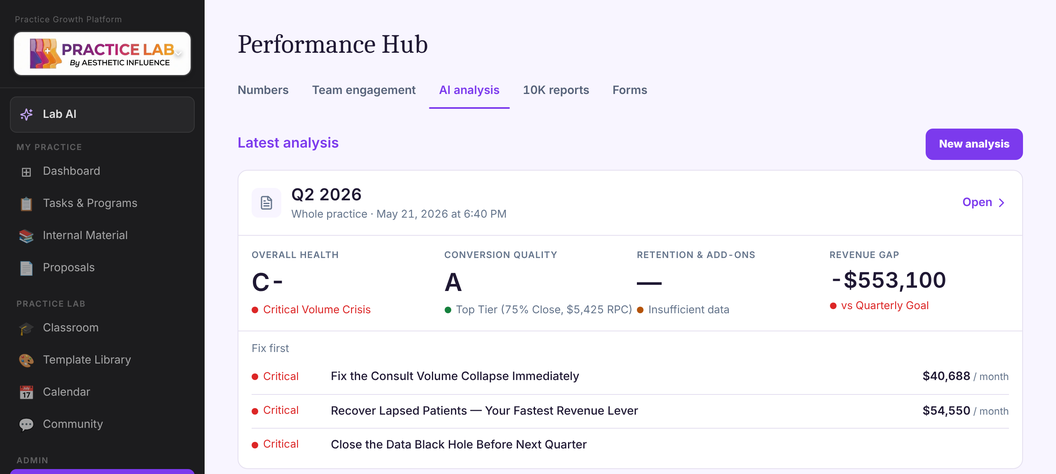 Practice Growth Platform
PRACTICE LAB
By AESTHETIC INFLUENCE
Lab AI
MY PRACTICE
Dashboard
Tasks & Programs
Internal Material
Proposals
PRACTICE LAB
Classroom
Template Library
Calendar
Community
ADMIN
Performance Hub
Numbers Team engagement AI analysis 10K reports Forms
Latest analysis
New analysis
Q2 2026
Whole practice · May 21, 2026 at 6:40 PM
Open
OVERALL HEALTH CONVERSION QUALITY RETENTION & ADD-ONS REVENUE GAP
C- A — -$553,100
Critical Volume Crisis Top Tier (75% Close, $5,425 RPC) Insufficient data vs Quarterly Goal
Fix first
Critical Fix the Consult Volume Collapse Immediately $40,688 / month
Critical Recover Lapsed Patients — Your Fastest Revenue Lever $54,550 / month
Critical Close the Data Black Hole Before Next Quarter